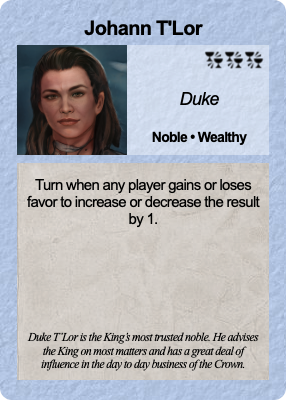 Johann T'Lor
Duke
Noble • Wealthy
Turn when any player gains or loses
favor to increase or decrease the result
by 1.
Duke T'Lor is the King's most trusted noble. He advises
the King on most matters and has a great deal of
influence in the day to day business of the Crown.